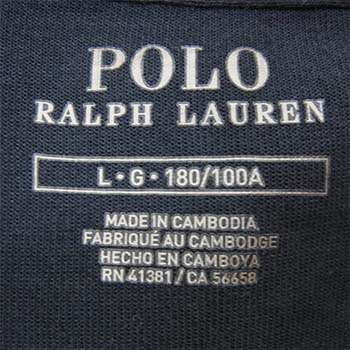 POLO
RALPH LAUREN
L • G • 180/100A
MADE IN CAMBODIA
FABRIQUÉ AU CAMBODGE
HECHO EN CAMBOYA
RN 41381 / CA 56658